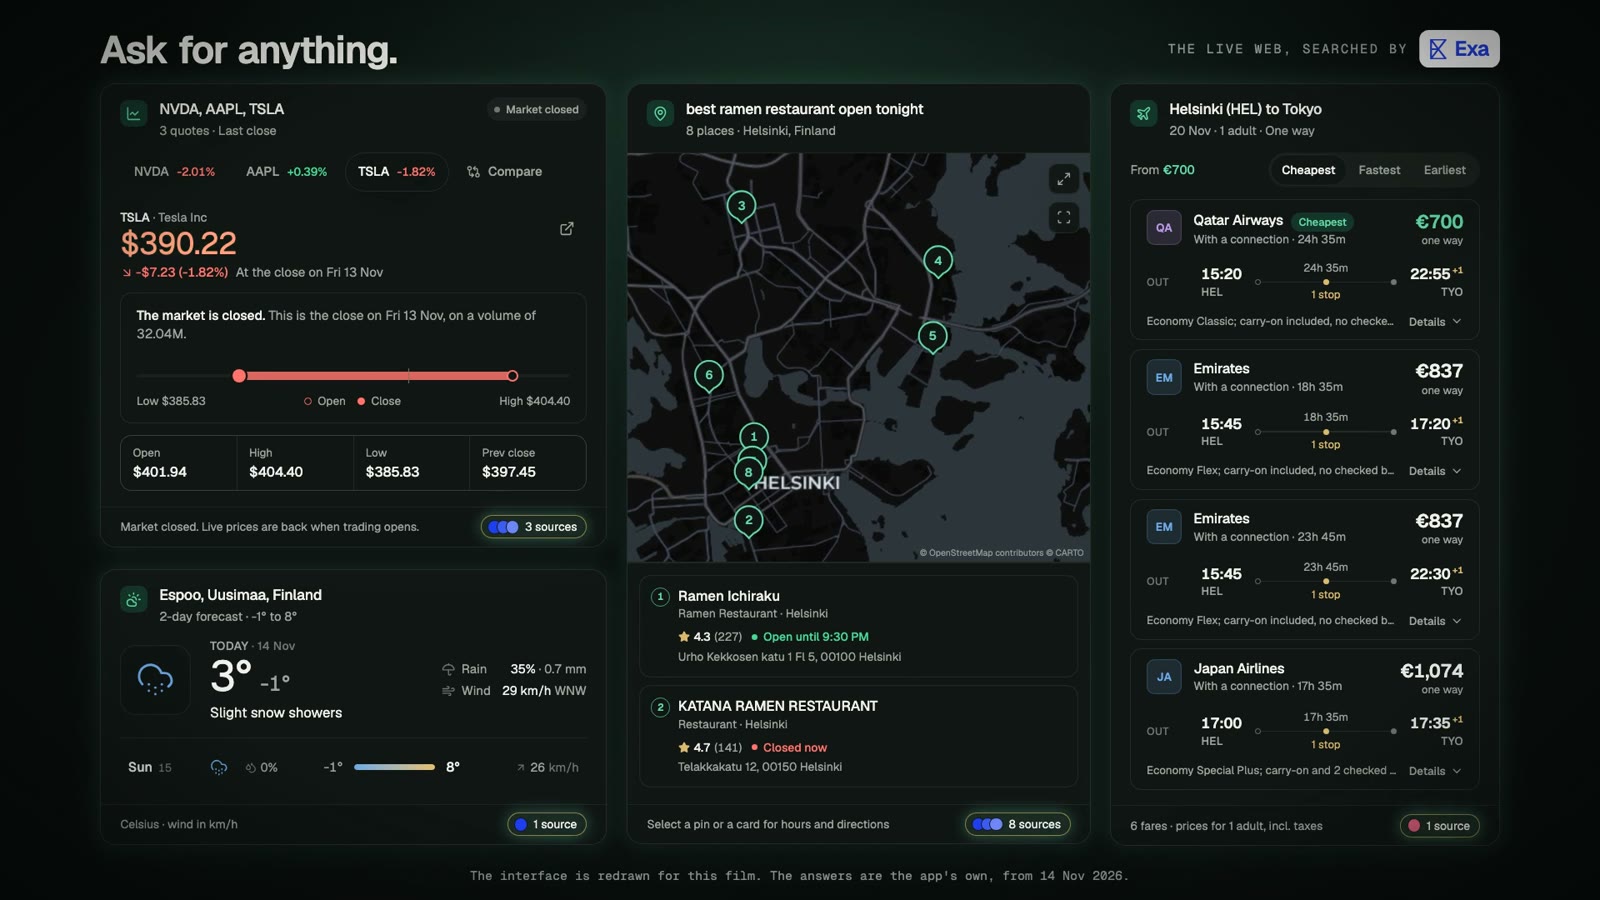 Ask for anything.
THE LIVE WEB, SEARCHED BY Exa
NVDA, AAPL, TSLA
Market closed
3 quotes · Last close
NVDA -2.01% AAPL +0.39% TSLA -1.82% Compare
TSLA · Tesla Inc
$390.22
↘ -$7.23 (-1.82%) At the close on Fri 13 Nov
The market is closed. This is the close on Fri 13 Nov, on a volume of
32.04M.
Low $385.83 Open Close High $404.40
Open High Low Prev close
$401.94 $404.40 $385.83 $397.45
Market closed. Live prices are back when trading opens. 3 sources
Espoo, Uusimaa, Finland
2-day forecast · -1° to 8°
TODAY · 14 Nov
3° -1°
Slight snow showers
Rain 35% · 0.7 mm
Wind 29 km/h WNW
Sun 15 0% -1° 8° ↗ 26 km/h
Celsius · wind in km/h 1 source
best ramen restaurant open tonight
8 places · Helsinki, Finland
3
4
5
6
1
8
HELSINKI
2
© OpenStreetMap contributors © CARTO
1 Ramen Ichiraku
Ramen Restaurant · Helsinki
4.3 (227) Open until 9:30 PM
Urho Kekkosen katu 1 Fl 5, 00100 Helsinki
2 KATANA RAMEN RESTAURANT
Restaurant · Helsinki
4.7 (141) Closed now
Telakkakatu 12, 00150 Helsinki
Select a pin or a card for hours and directions 8 sources
Helsinki (HEL) to Tokyo
20 Nov · 1 adult · One way
From €700 Cheapest Fastest Earliest
QA Qatar Airways Cheapest €700
With a connection · 24h 35m one way
24h 35m
OUT 15:20 22:55 +1
HEL 1 stop TYO
Economy Classic; carry-on included, no checke… Details
EM Emirates €837
With a connection · 18h 35m one way
18h 35m
OUT 15:45 17:20 +1
HEL 1 stop TYO
Economy Flex; carry-on included, no checked b… Details
EM Emirates €837
With a connection · 23h 45m one way
23h 45m
OUT 15:45 22:30 +1
HEL 1 stop TYO
Economy Flex; carry-on included, no checked b… Details
JA Japan Airlines €1,074
With a connection · 17h 35m one way
17h 35m
OUT 17:00 17:35 +1
HEL 1 stop TYO
Economy Special Plus; carry-on and 2 checked … Details
6 fares · prices for 1 adult, incl. taxes 1 source
The interface is redrawn for this film. The answers are the app's own, from 14 Nov 2026.